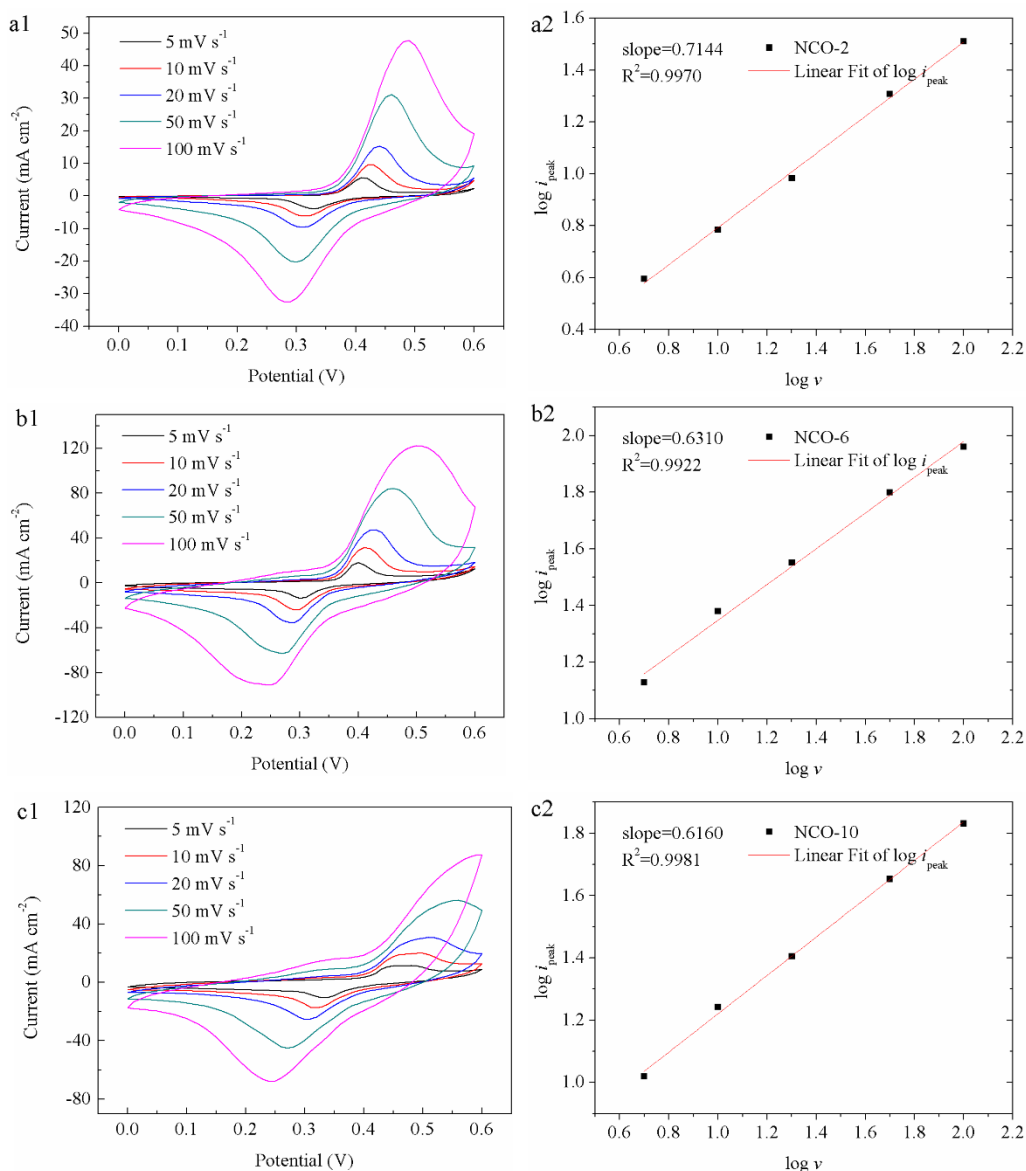 a1
5 mV s⁻¹
10 mV s⁻¹
20 mV s⁻¹
50 mV s⁻¹
100 mV s⁻¹
Currrent (mA cm⁻²)
50
40
30
20
10
0
-10
-20
-30
-40
0.0 0.1 0.2 0.3 0.4 0.5 0.6
Potential (V)
a2
slope=0.7144
R²=0.9970
NCO-2
Linear Fit of log i_peak
log i_peak
1.6
1.4
1.2
1.0
0.8
0.6
0.4
0.6 0.8 1.0 1.2 1.4 1.6 1.8 2.0 2.2
log v
b1
5 mV s⁻¹
10 mV s⁻¹
20 mV s⁻¹
50 mV s⁻¹
100 mV s⁻¹
Current (mA cm⁻²)
120
80
40
0
-40
-80
-120
0.0 0.1 0.2 0.3 0.4 0.5 0.6
Potential (V)
b2
slope=0.6310
R²=0.9922
NCO-6
Linear Fit of log i_peak
log i_peak
2.0
1.8
1.6
1.4
1.2
1.0
0.6 0.8 1.0 1.2 1.4 1.6 1.8 2.0 2.2
log v
c1
5 mV s⁻¹
10 mV s⁻¹
20 mV s⁻¹
50 mV s⁻¹
100 mV s⁻¹
Current (mA cm⁻²)
120
80
40
0
-40
-80
0.0 0.1 0.2 0.3 0.4 0.5 0.6
Potential (V)
c2
slope=0.6160
R²=0.9981
NCO-10
Linear Fit of log i_peak
log i_peak
1.8
1.6
1.4
1.2
1.0
0.6 0.8 1.0 1.2 1.4 1.6 1.8 2.0 2.2
log v